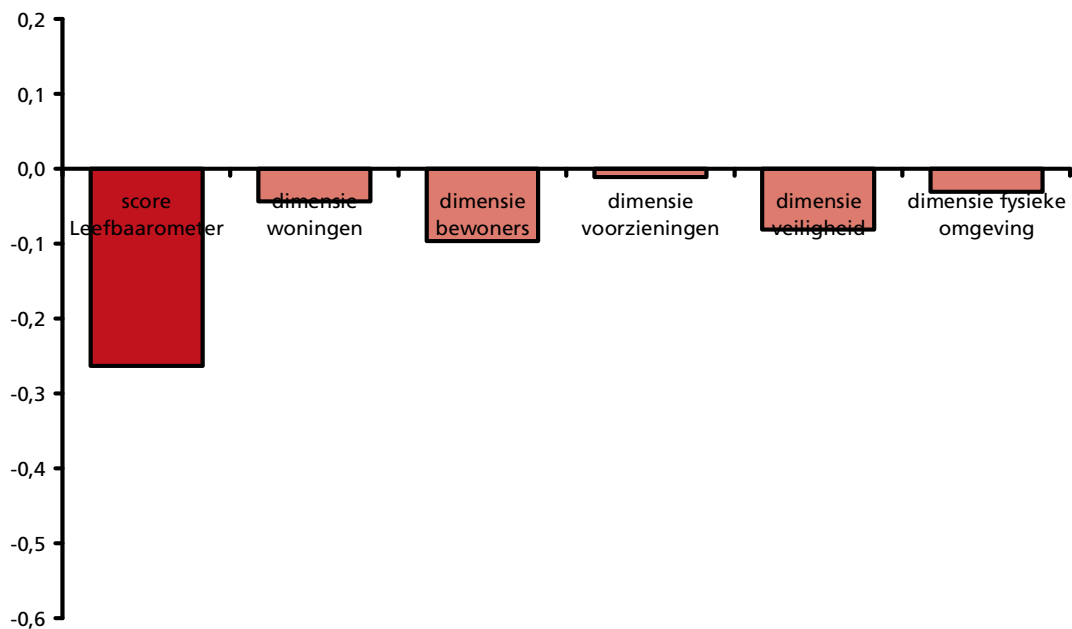 0,2
0,1
0,0
-0,1
-0,2
-0,3
-0,4
-0,5
-0,6
score
Leefbaarometer
dimensie
woningen
dimensie
bewoners
dimensie
voorzieningen
dimensie
veiligheid
dimensie fysieke
omgeving